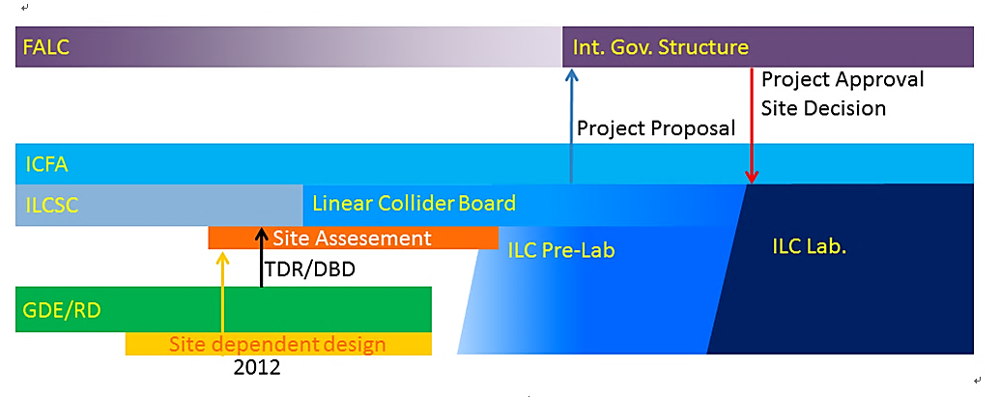 FALC
Int. Gov. Structure
Project Approval
Site Decision
Project Proposal
ICFA
ILCSC
Linear Collider Board
Site Assesement
ILC Pre-Lab
ILC Lab.
TDR/DBD
GDE/RD
Site dependent design
2012